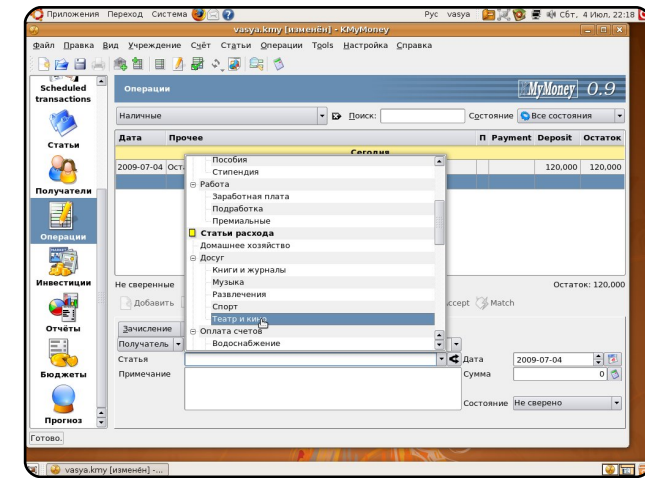 Приложения Переход Система Рус vasya Сбт, 4 Июл. 22:18
vasya.kmy [изменён] - KMyMoney
Файл Правка Вид Учреждение Счёт Статьи Операции Tools Настройка Справка
Scheduled transactions
Статьи
Получатели
Операции
Инвестиции
Отчёты
Бюджеты
Прогноз
Операции
MyMoney 0.9
Наличные Поиск: Состояние Все состояния
Дата Прочее П Payment Deposit Остаток
Сегодня
2009-07-04 Ост 120,000 120,000
Пособия
Стипендия
Работа
Заработная плата
Подработка
Премиальные
Статьи расхода
Домашнее хозяйство
Досуг
Книги и журналы
Музыка
Развлечения
Спорт
Театр и кино
Оплата счетов
Водоснабжение
Не сверенные Остаток: 120,000
Добавить ccept Match
Зачисление
Получатель
Статья Дата 2009-07-04
Примечание Сумма 0
Состояние Не сверено
Готово.
vasya.kmy [изменён] -...